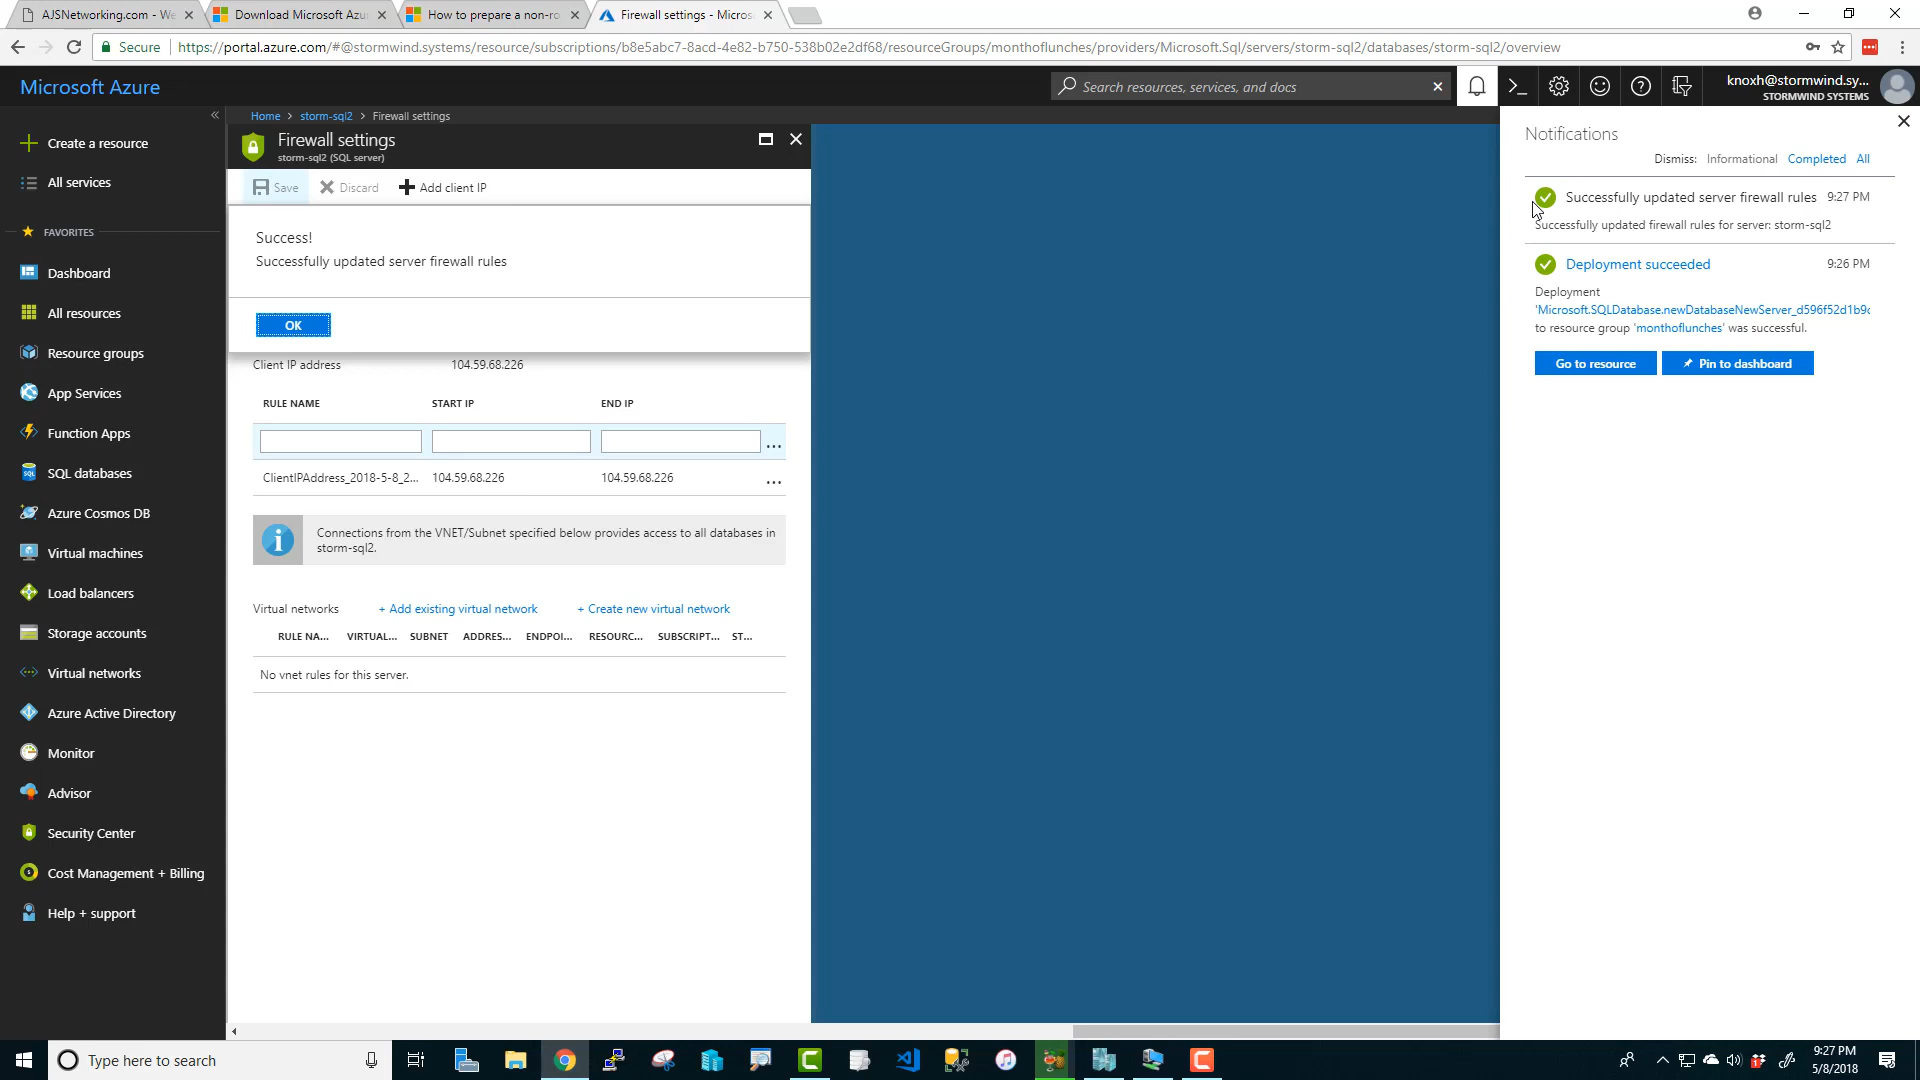 AJSNetworking.com - We
Download Microsoft Azu
How to prepare a non-ro
Firewall settings - Micros
Secure
https://portal.azure.com/#@stormwind.systems/resource/subscriptions/b8e5abc7-8acd-4e82-b750-538b02e2df68/resourceGroups/monthoflunches/providers/Microsoft.Sql/servers/storm-sql2/databases/storm-sql2/overview
Microsoft Azure
Search resources, services, and docs
knoxh@stormwind.sy...
STORMWIND SYSTEMS
Create a resource
All services
FAVORITES
Dashboard
All resources
Resource groups
App Services
Function Apps
SQL databases
Azure Cosmos DB
Virtual machines
Load balancers
Storage accounts
Virtual networks
Azure Active Directory
Monitor
Advisor
Security Center
Cost Management + Billing
Help + support
Home > storm-sql2 > Firewall settings
Firewall settings
storm-sql2 (SQL server)
Save
Discard
Add client IP
Success!
Successfully updated server firewall rules
OK
Client IP address 104.59.68.226
RULE NAME START IP END IP
...
ClientIPAddress_2018-5-8_2... 104.59.68.226 104.59.68.226 ...
Connections from the VNET/Subnet specified below provides access to all databases in
storm-sql2.
Virtual networks + Add existing virtual network + Create new virtual network
RULE NA... VIRTUAL... SUBNET ADDRES... ENDPOI... RESOURC... SUBSCRIPT... ST...
No vnet rules for this server.
Notifications
Dismiss: Informational Completed All
Successfully updated server firewall rules 9:27 PM
Successfully updated firewall rules for server: storm-sql2
Deployment succeeded 9:26 PM
Deployment
'Microsoft.SQLDatabase.newDatabaseNewServer_d596f52d1b9c
to resource group 'monthoflunches' was successful.
Go to resource
Pin to dashboard
Type here to search
9:27 PM
5/8/2018